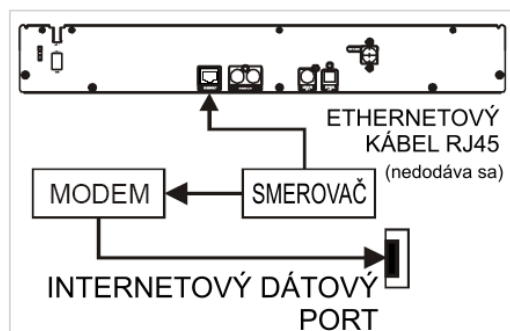 ETHERNETOVÝ
KÁBEL RJ45
(nedodáva sa)
MODEM
SMEROVAČ
INTERNETOVÝ DÁTOVÝ
PORT